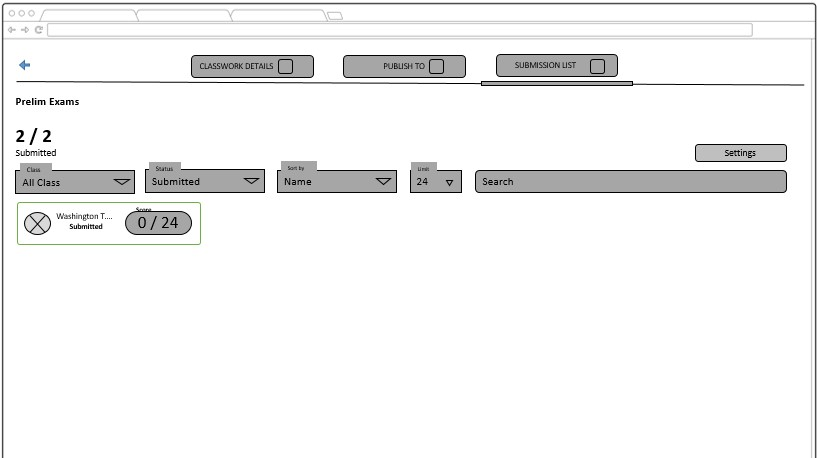 CLASSWORK DETAILS
PUBLISH TO
SUBMISSION LIST
Prelim Exams
2 / 2
Submitted
Settings
Class
All Class
Status
Submitted
Sort by
Name
Limit
24
Search
Washington T....
Submitted
Score
0 / 24